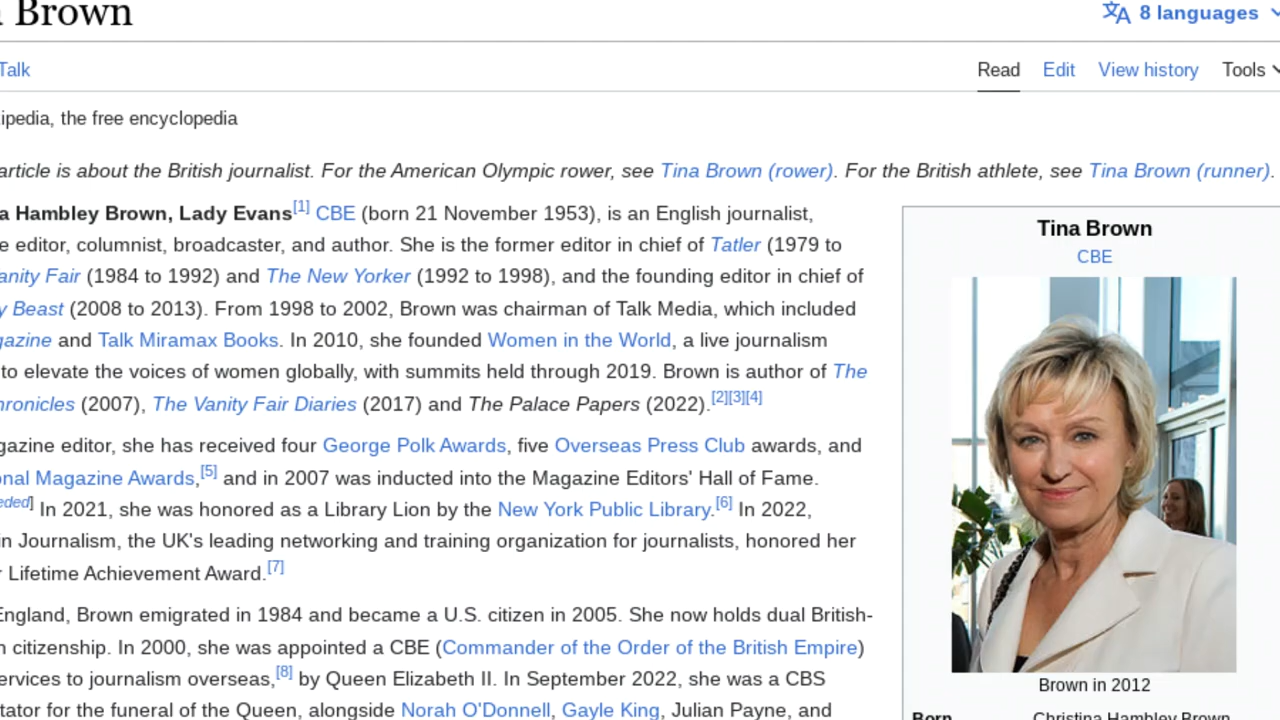 a Brown
8 languages
Talk
Read Edit View history Tools
ipedia, the free encyclopedia
article is about the British journalist. For the American Olympic rower, see Tina Brown (rower). For the British athlete, see Tina Brown (runner).
a Hambley Brown, Lady Evans[1] CBE (born 21 November 1953), is an English journalist,
e editor, columnist, broadcaster, and author. She is the former editor in chief of Tatler (1979 to
anity Fair (1984 to 1992) and The New Yorker (1992 to 1998), and the founding editor in chief of
y Beast (2008 to 2013). From 1998 to 2002, Brown was chairman of Talk Media, which included
gazine and Talk Miramax Books. In 2010, she founded Women in the World, a live journalism
to elevate the voices of women globally, with summits held through 2019. Brown is author of The
hronicles (2007), The Vanity Fair Diaries (2017) and The Palace Papers (2022).[2][3][4]
gazine editor, she has received four George Polk Awards, five Overseas Press Club awards, and
onal Magazine Awards,[5] and in 2007 was inducted into the Magazine Editors' Hall of Fame.
eded] In 2021, she was honored as a Library Lion by the New York Public Library.[6] In 2022,
in Journalism, the UK's leading networking and training organization for journalists, honored her
r Lifetime Achievement Award.[7]
England, Brown emigrated in 1984 and became a U.S. citizen in 2005. She now holds dual British-
n citizenship. In 2000, she was appointed a CBE (Commander of the Order of the British Empire)
ervices to journalism overseas,[8] by Queen Elizabeth II. In September 2022, she was a CBS
tator for the funeral of the Queen, alongside Norah O'Donnell, Gayle King, Julian Payne, and
Tina Brown
CBE
Brown in 2012
Born Christina Hambley Brown